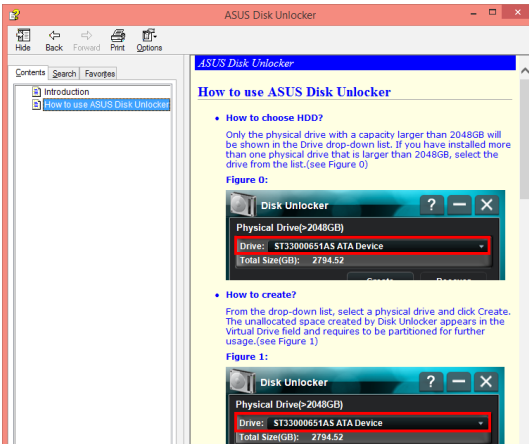 ASUS Disk Unlocker
Hide Back Forward Print Options
Contents Search Favorites
Introduction
How to use ASUS Disk Unlocker
ASUS Disk Unlocker
How to use ASUS Disk Unlocker
How to choose HDD?
Only the physical drive with a capacity larger than 2048GB will
be shown in the Drive drop-down list. If you have installed more
than one physical drive that is larger than 2048GB, select the
drive from the list.(see Figure 0)
Figure 0:
Disk Unlocker
Physical Drive(>2048GB)
Drive: ST33000651AS ATA Device
Total Size(GB): 2794.52
How to create?
From the drop-down list, select a physical drive and click Create.
The unallocated space created by Disk Unlocker appears in the
Virtual Drive field and requires to be partitioned for further
usage.(see Figure 1)
Figure 1:
Disk Unlocker
Physical Drive(>2048GB)
Drive: ST33000651AS ATA Device
Total Size(GB): 2794.52